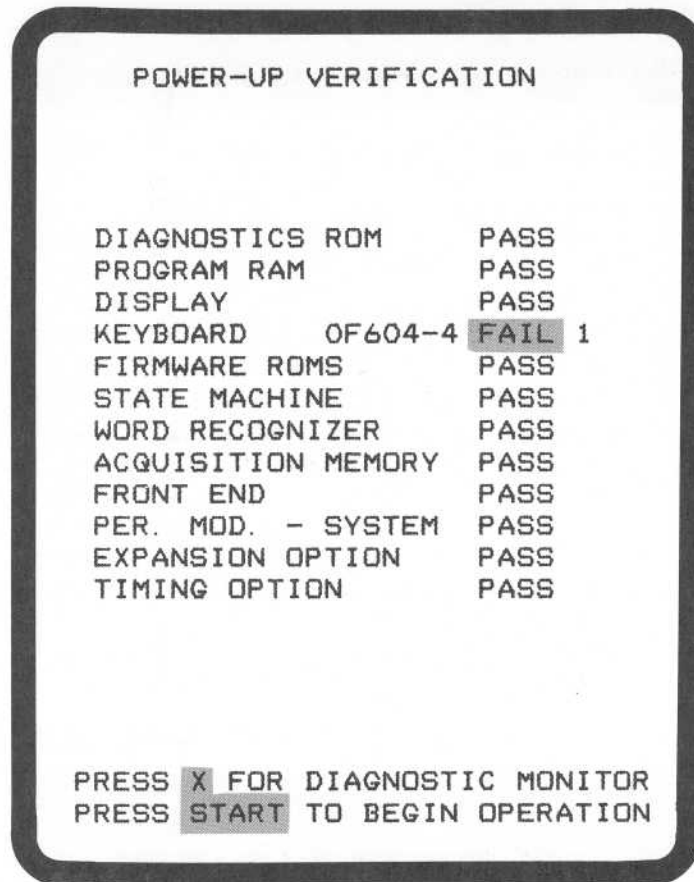 POWER-UP VERIFICATION
DIAGNOSTICS ROM PASS
PROGRAM RAM PASS
DISPLAY PASS
KEYBOARD 0F604-4 FAIL 1
FIRMWARE ROMS PASS
STATE MACHINE PASS
WORD RECOGNIZER PASS
ACQUISITION MEMORY PASS
FRONT END PASS
PER. MOD. - SYSTEM PASS
EXPANSION OPTION PASS
TIMING OPTION PASS
PRESS X FOR DIAGNOSTIC MONITOR
PRESS START TO BEGIN OPERATION